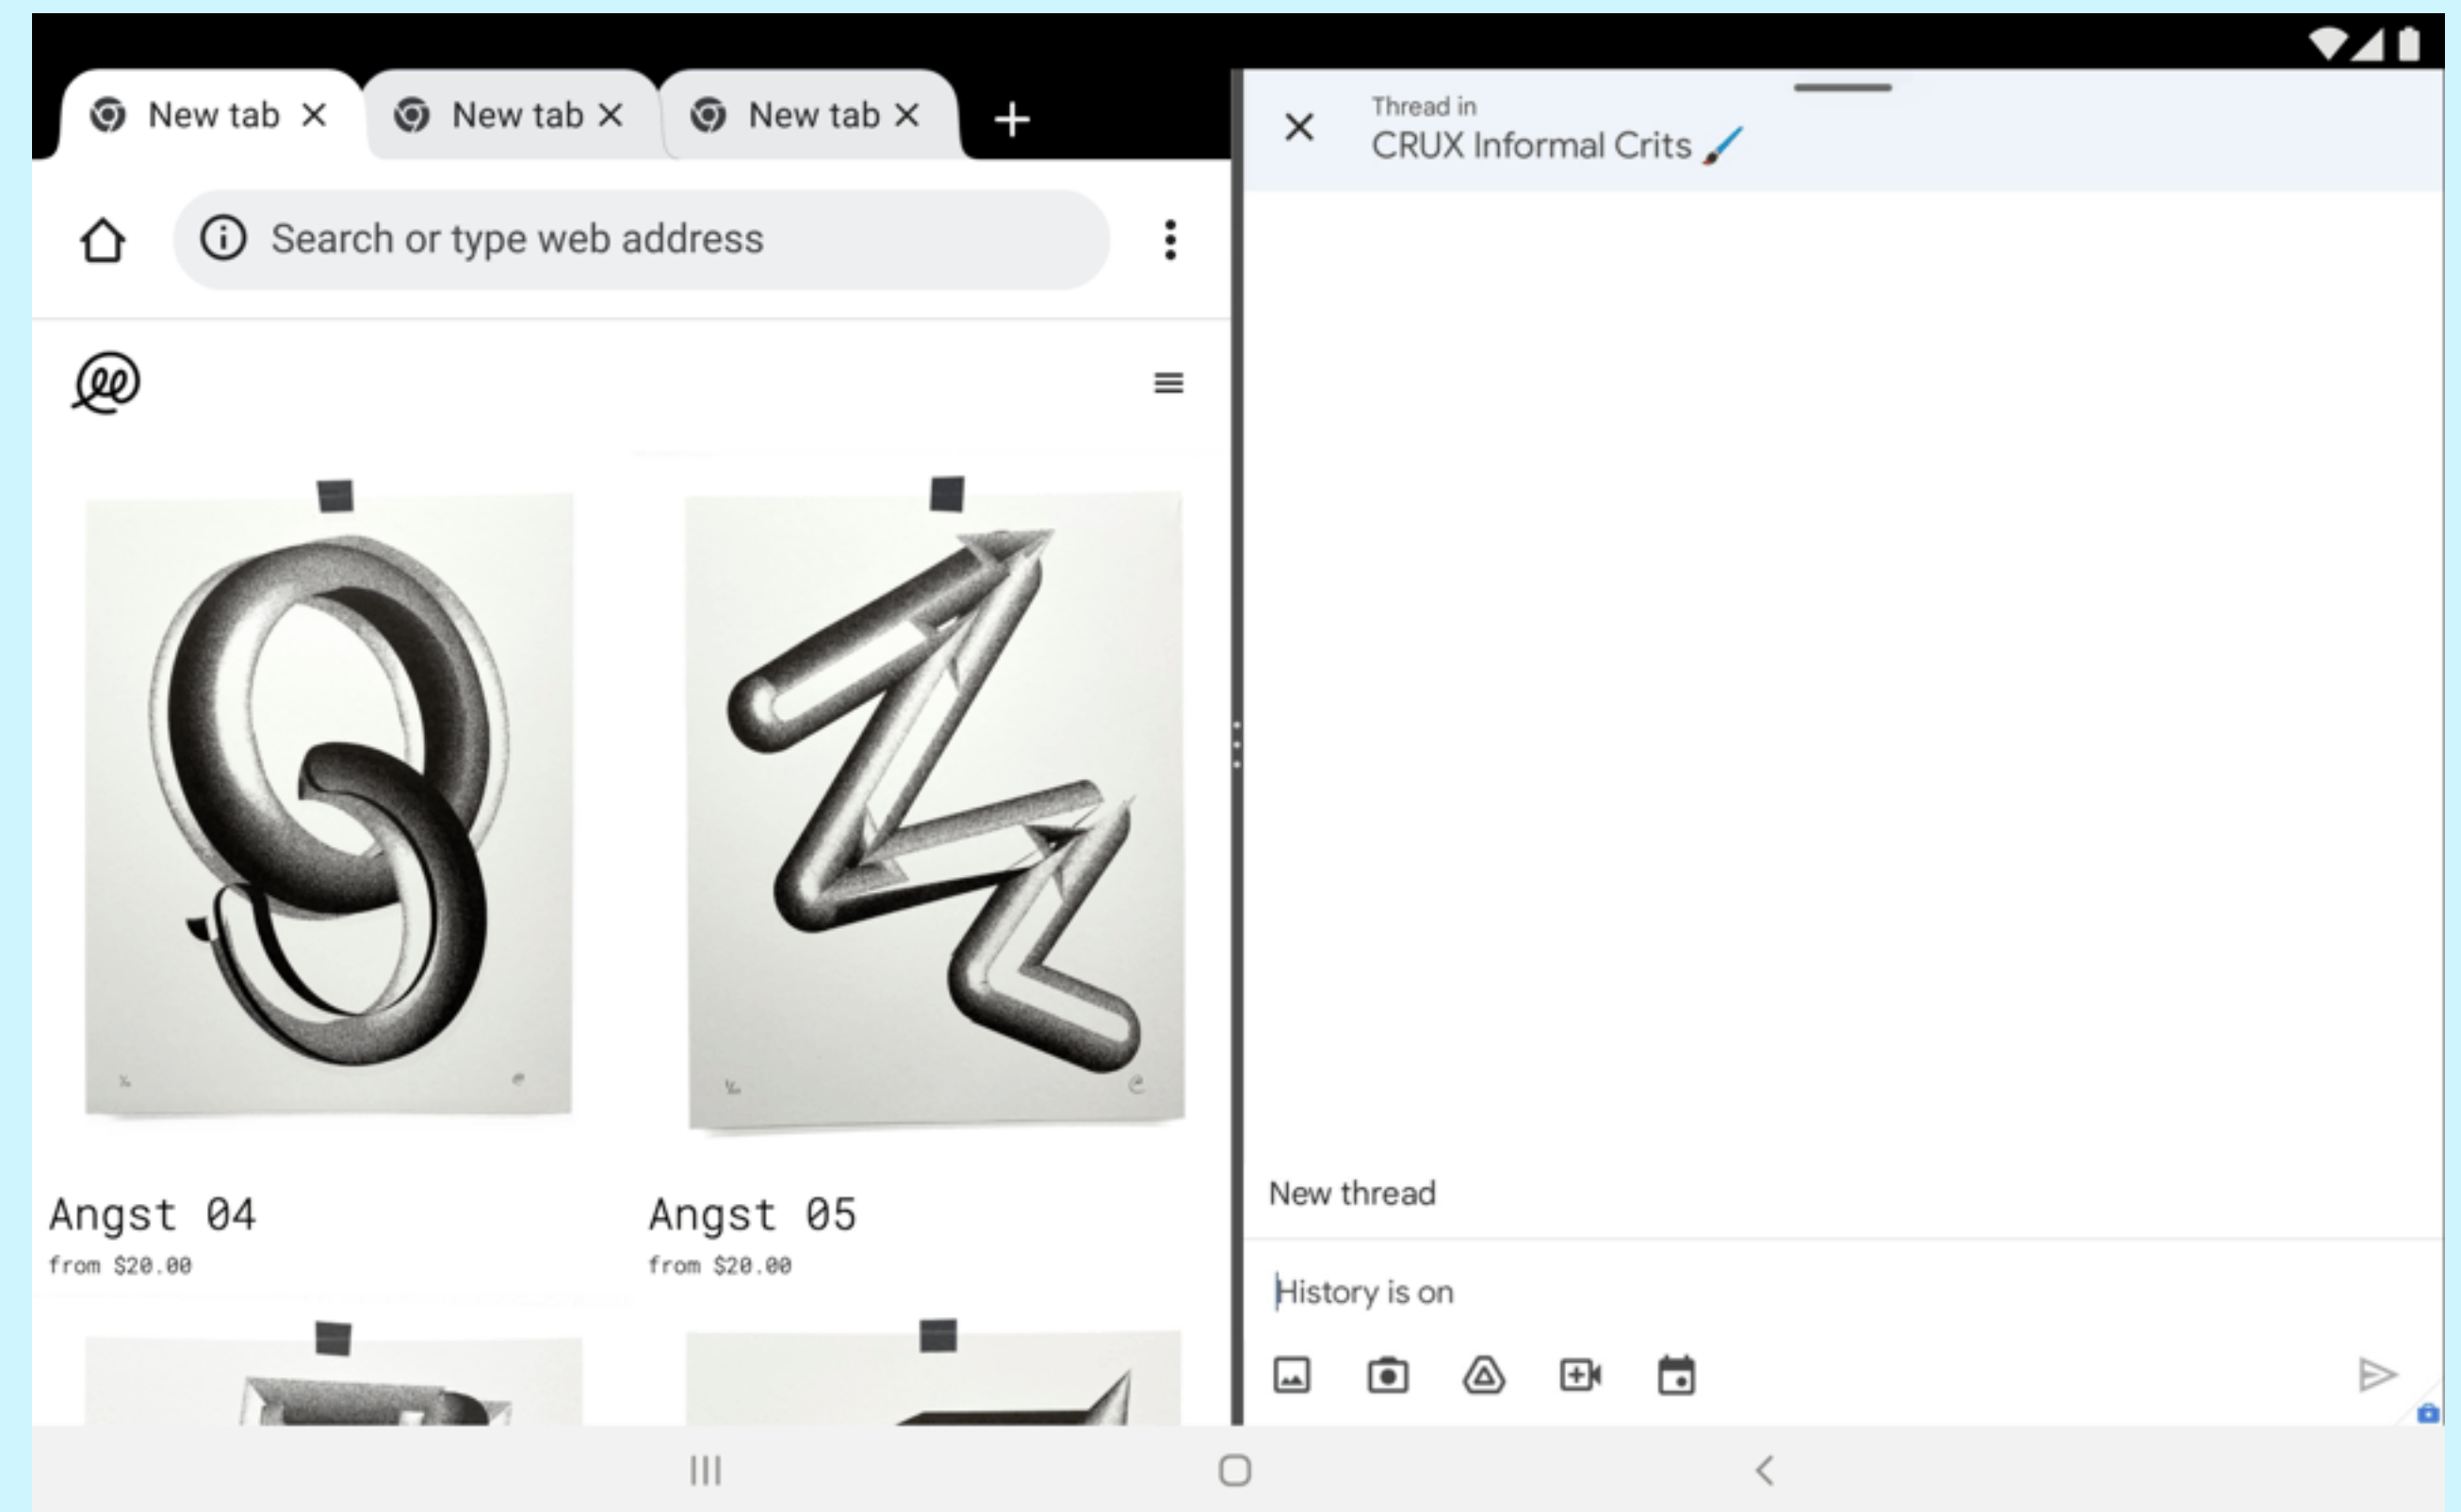 New tab
New tab
New tab
Search or type web address
Angst 04
from $20.00
Angst 05
from $20.00
Thread in
CRUX Informal Crits 🖌️
New thread
History is on